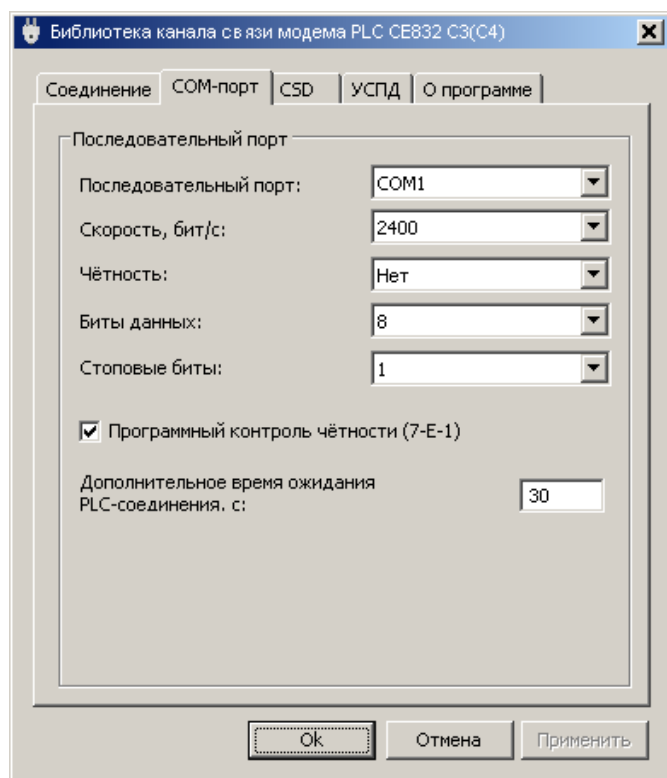 Библиотека канала связи модема PLC CE832 C3(C4)
Соединение COM-порт CSD УСПД О программе
Последовательный порт
Последовательный порт: COM1
Скорость, бит/с: 2400
Чётность: Нет
Биты данных: 8
Стоповые биты: 1
Программный контроль чётности (7-E-1)
Дополнительное время ожидания
PLC-соединения, с: 30
Ok Отмена Применить